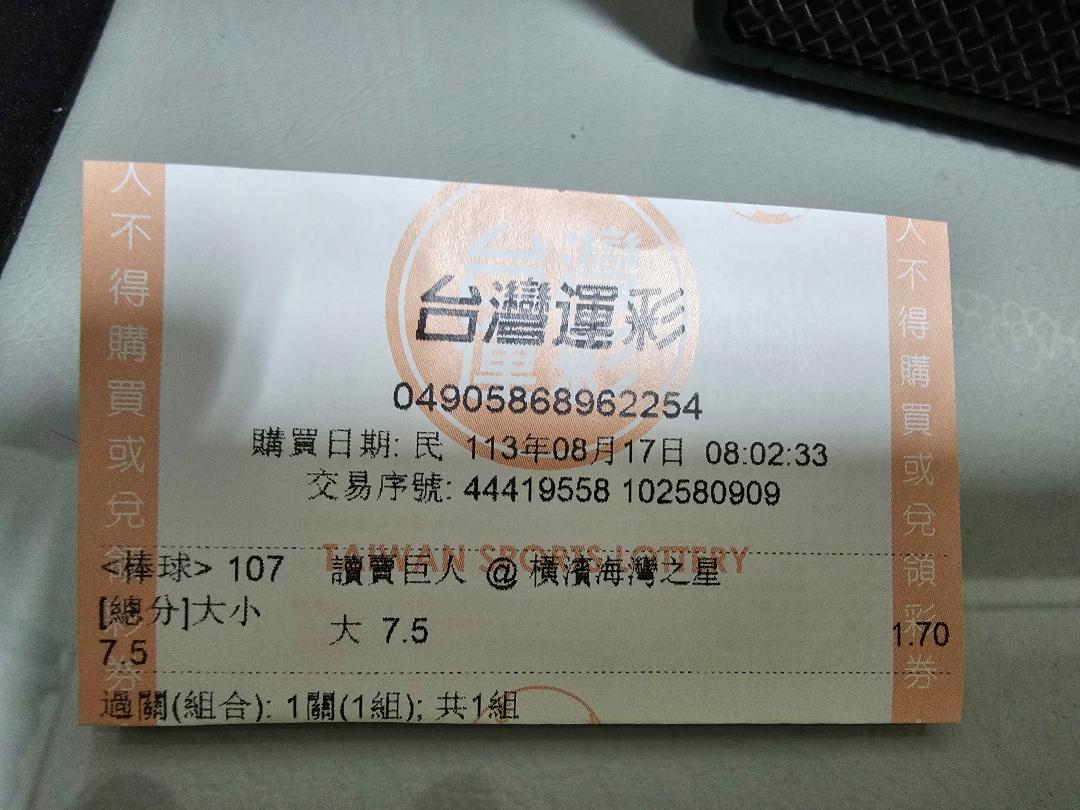 台灣運彩
04905868962254
購買日期: 民 113年08月17日 08:02:33
交易序號: 44419558 102580909
TAIWAN SPORTS LOTTERY
<棒球> 107 讀賣巨人 @ 橫濱海灣之星
[總分]大小
7.5
大 7.5 1.70
過關(組合): 1關(1組); 共1組
人不得購買或兌領彩券
人不得購買或兌領彩券